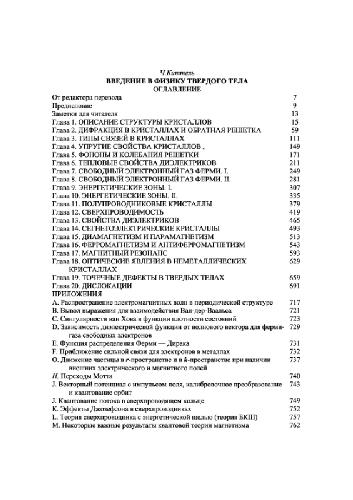 Ч.Киттель
ВВЕДЕНИЕ В ФИЗИКУ ТВЕРДОГО ТЕЛА
ОГЛАВЛЕНИЕ
От редактора перевода 7
Предисловие 9
Заметки для читателя 13
Глава 1. ОПИСАНИЕ СТРУКТУРЫ КРИСТАЛЛОВ 15
Глава 2. ДИФРАКЦИЯ В КРИСТАЛЛАХ И ОБРАТНАЯ РЕШЕТКА 59
Глава 3. ТИПЫ СВЯЗЕЙ В КРИСТАЛЛАХ 111
Глава 4. УПРУГИЕ СВОЙСТВА КРИСТАЛЛОВ . 149
Глава 5. ФОНОНЫ И КОЛЕБАНИЯ РЕШЕТКИ 171
Глава 6. ТЕПЛОВЫЕ СВОЙСТВА ДИЭЛЕКТРИКОВ 211
Глава 7. СВОБОДНЫЙ ЭЛЕКТРОННЫЙ ГАЗ ФЕРМИ. I. 249
Глава 8. СВОБОДНЫЙ ЭЛЕКТРОННЫЙ ГАЗ ФЕРМИ. II. 281
Глава 9. ЭНЕРГЕТИЧЕСКИЕ ЗОНЫ. I. 307
Глава 10. ЭНЕРГЕТИЧЕСКИЕ ЗОНЫ. II. 335
Глава 11. ПОЛУПРОВОДНИКОВЫЕ КРИСТАЛЛЫ 379
Глава 12. СВЕРХПРОВОДИМОСТЬ 419
Глава 13. СВОЙСТВА ДИЭЛЕКТРИКОВ 465
Глава 14. СЕГНЕТОЭЛЕКТРИЧЕСКИЕ КРИСТАЛЛЫ 493
Глава 15. ДИАМАГНЕТИЗМ И ПАРАМАГНЕТИЗМ 513
Глава 16. ФЕРРОМАГНЕТИЗМ И АНТИФЕРРОМАГНЕТИЗМ 543
Глава 17. МАГНИТНЫЙ РЕЗОНАНС 593
Глава 18. ОПТИЧЕСКИЕ ЯВЛЕНИЯ В НЕМЕТАЛЛИЧЕСКИХ 629
КРИСТАЛЛАХ
Глава 19. ТОЧЕЧНЫЕ ДЕФЕКТЫ В ТВЕРДЫХ ТЕЛАХ 659
Глава 20. ДИСЛОКАЦИИ 691
ПРИЛОЖЕНИЯ
A. Распространение электромагнитных волн в периодической структуре 717
B. Вывод выражения для взаимодействия Ван дер Ваальса 721
C. Сингулярности ван Хова в функции плотности состояний 723
D. Зависимость диэлектрической функции от волнового вектора для ферми- 729
газа свободных электронов
E. Функция распределения Ферми — Дирака 731
F. Приближение сильной связи для электронов в металлах 732
G. Движение частицы в r-пространстве и в k-пространстве при наличии 737
внешних электрического и магнитного полей
H. Переходы Мотта 740
J. Векторный потенциал с импульсом поля, калибровочное преобразование 743
и квантование орбит
J. Квантование потока в сверхпроводящем кольце 749
K. Эффекты Джозефсона в сверхпроводниках 752
L. Теория сверхпроводника с энергетической щелью (теория БКШ) 757
M. Некоторые важные результаты квантовой теории магнетизма 762